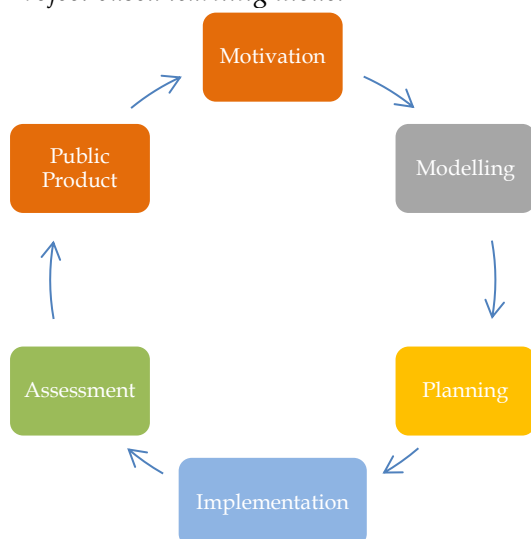 Motivation
Modelling
Planning
Implementation
Assessment
Public
Product